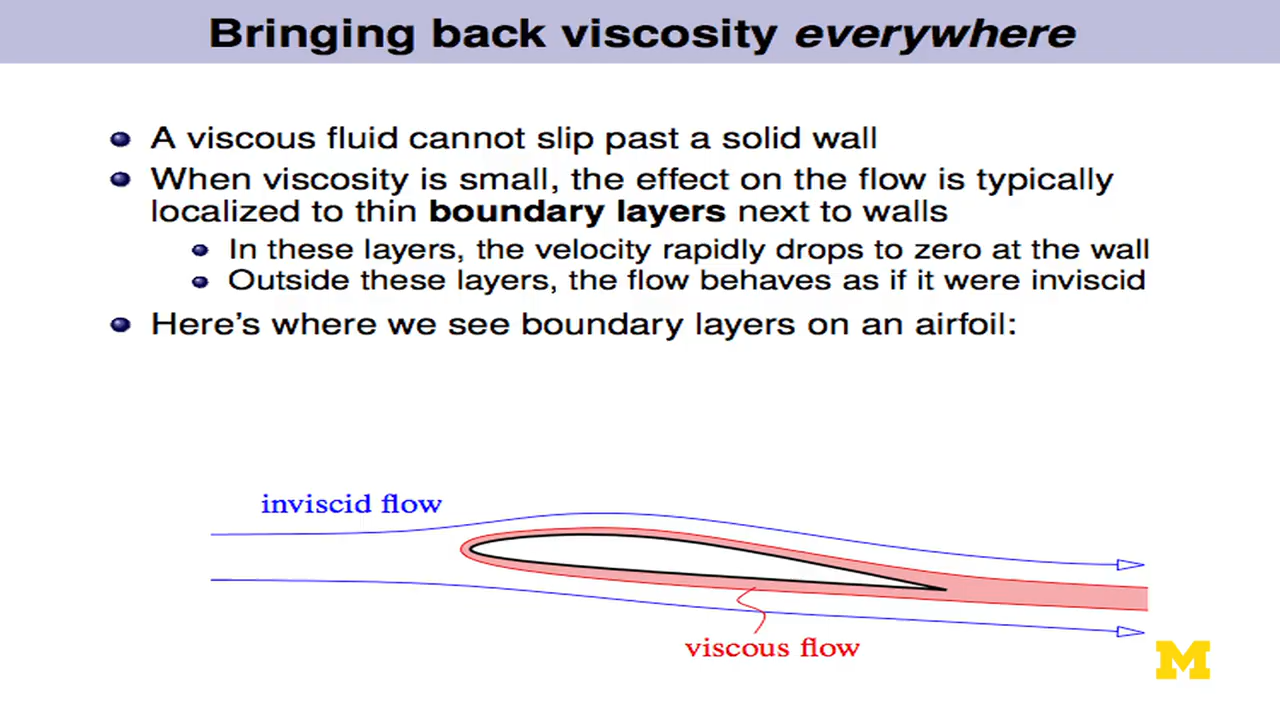 Bringing back viscosity everywhere
A viscous fluid cannot slip past a solid wall
When viscosity is small, the effect on the flow is typically
localized to thin boundary layers next to walls
In these layers, the velocity rapidly drops to zero at the wall
Outside these layers, the flow behaves as if it were inviscid
Here's where we see boundary layers on an airfoil:
inviscid flow
viscous flow
M